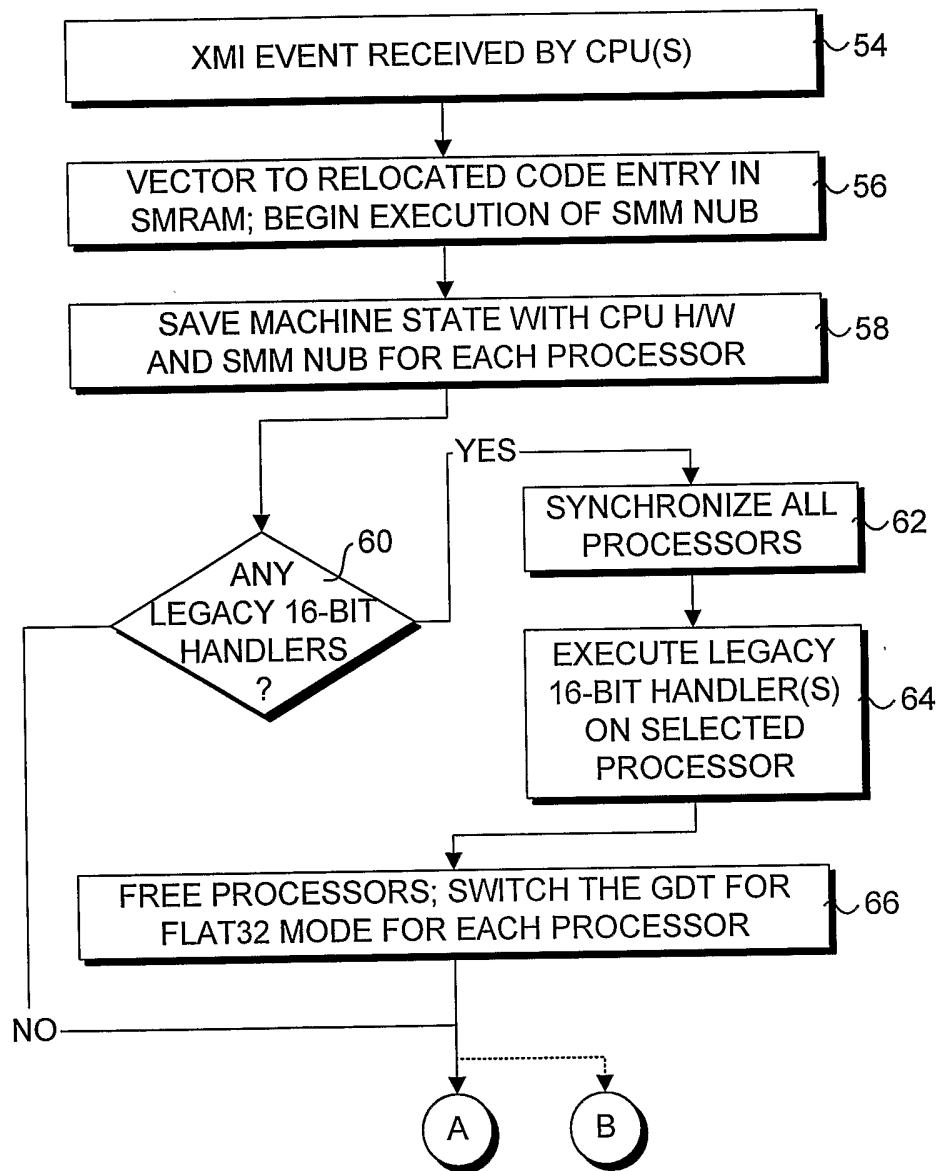 XMI EVENT RECEIVED BY CPU(S)
54
VECTOR TO RELOCATED CODE ENTRY IN
SMRAM; BEGIN EXECUTION OF SMM NUB
56
SAVE MACHINE STATE WITH CPU H/W
AND SMM NUB FOR EACH PROCESSOR
58
YES
60
ANY
LEGACY 16-BIT
HANDLERS
?
SYNCHRONIZE ALL
PROCESSORS
62
EXECUTE LEGACY
16-BIT HANDLER(S)
ON SELECTED
PROCESSOR
64
FREE PROCESSORS; SWITCH THE GDT FOR
FLAT32 MODE FOR EACH PROCESSOR
66
NO
A
B